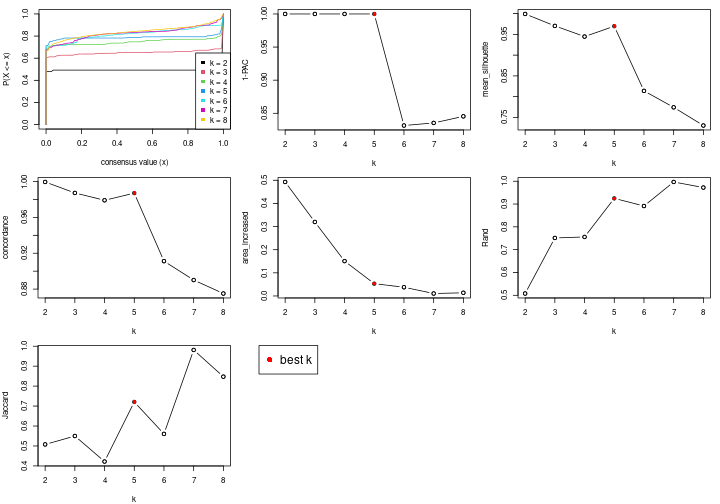 P(X <= x)
0.0 0.2 0.4 0.6 0.8 1.0
k = 2
k = 3
k = 4
k = 5
k = 6
k = 7
k = 8
0.0 0.2 0.4 0.6 0.8 1.0
consensus value (x)
1-PAC
0.85 0.90 0.95 1.00
2 3 4 5 6 7 8
k
mean_silhouette
0.75 0.85 0.95
2 3 4 5 6 7 8
k
concordance
0.88 0.92 0.96
2 3 4 5 6 7 8
k
area_increased
0.0 0.1 0.2 0.3 0.4 0.5
2 3 4 5 6 7 8
k
Rand
0.5 0.6 0.7 0.8 0.9 1.0
2 3 4 5 6 7 8
k
Jaccard
0.4 0.5 0.6 0.7 0.8 0.9 1.0
2 3 4 5 6 7 8
k
best k